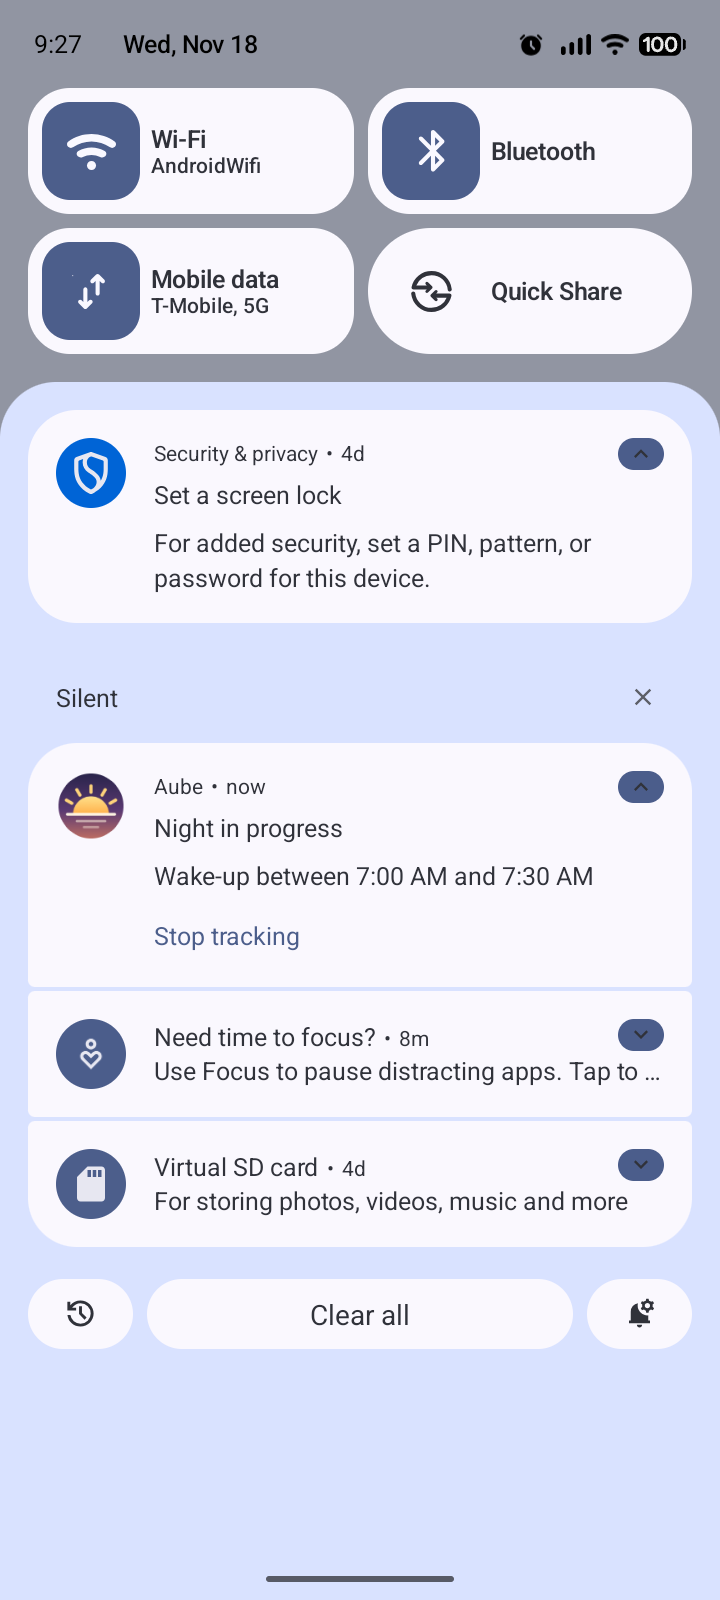 9:27 Wed, Nov 18 100
Wi-Fi
AndroidWifi
Bluetooth
Mobile data
T-Mobile, 5G
Quick Share
Security & privacy • 4d
Set a screen lock
For added security, set a PIN, pattern, or
password for this device.
Silent
Aube • now
Night in progress
Wake-up between 7:00 AM and 7:30 AM
Stop tracking
Need time to focus? • 8m
Use Focus to pause distracting apps. Tap to ...
Virtual SD card • 4d
For storing photos, videos, music and more
Clear all